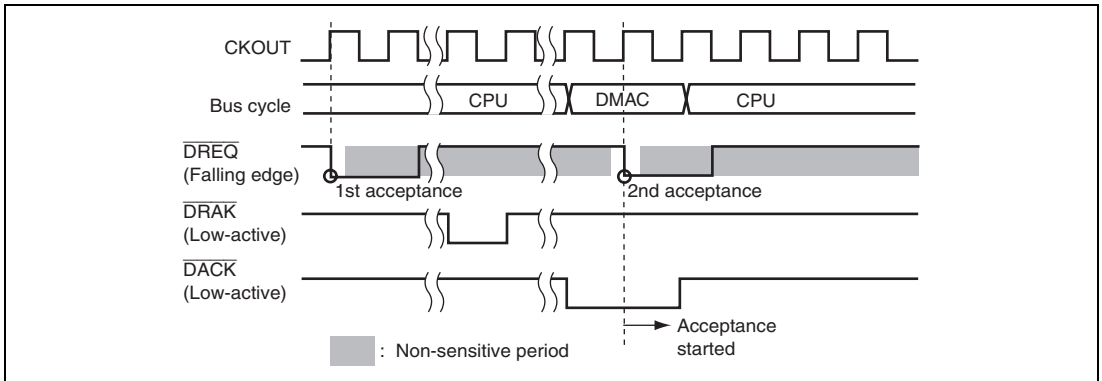 CKOUT
Bus cycle CPU DMAC CPU
DREQ
(Falling edge)
1st acceptance 2nd acceptance
DRAK
(Low-active)
DACK
(Low-active)
Acceptance
started
: Non-sensitive period